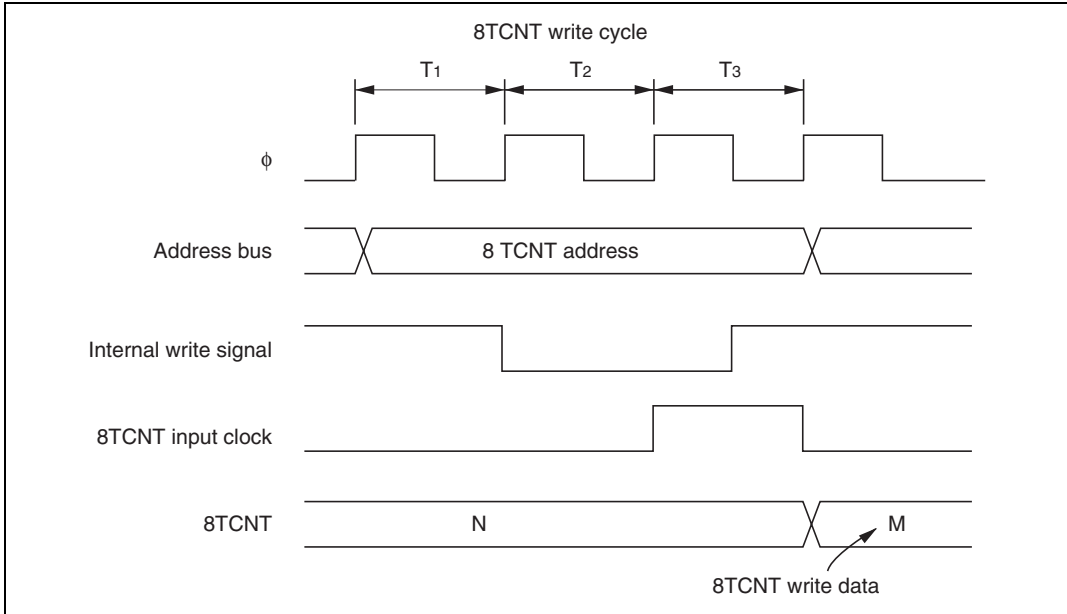 8TCNT write cycle
T1 T2 T3
ϕ
Address bus
8 TCNT address
Internal write signal
8TCNT input clock
8TCNT
N
M
8TCNT write data